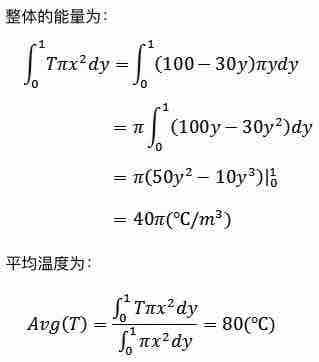 整体的能量为：
∫₀¹ Tπx²dy = ∫₀¹ (100 − 30y)πydy
= π ∫₀¹ (100y − 30y²)dy
= π(50y² − 10y³)|₀¹
= 40π(℃/m³)
平均温度为：
Avg(T) = ∫₀¹ Tπx²dy / ∫₀¹ πx²dy = 80(℃)